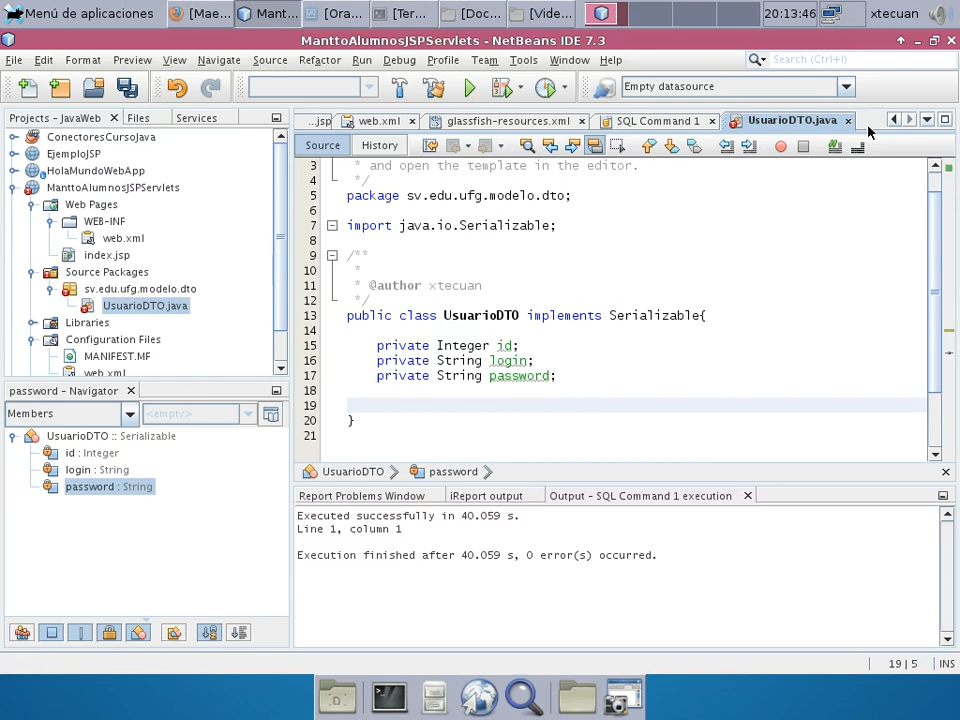 Menú de aplicaciones
[Mae...
Mant...
[Ora...
[Ter...
[Doc...
[Vide...
20:13:46
xtecuan
ManttoAlumnosJSPServlets - NetBeans IDE 7.3
File Edit Format Preview View Navigate Source Refactor Run Debug Profile Team Tools Window Help
Search (Ctrl+I)
Empty datasource
Projects - JavaWeb
Files
Services
ConectoresCursoJava
EjemploJSP
HolaMundoWebApp
ManttoAlumnosJSPServlets
Web Pages
WEB-INF
web.xml
index.jsp
Source Packages
sv.edu.ufg.modelo.dto
UsuarioDTO.java
Libraries
Configuration Files
MANIFEST.MF
web.xml
password - Navigator
Members
<empty>
UsuarioDTO :: Serializable
id : Integer
login : String
password : String
...jsp
web.xml
glassfish-resources.xml
SQL Command 1
UsuarioDTO.java
Source
History
3 * and open the template in the editor.
4 */
5 package sv.edu.ufg.modelo.dto;
6
7 import java.io.Serializable;
8
9 /**
10 *
11 * @author xtecuan
12 */
13 public class UsuarioDTO implements Serializable{
14
15 private Integer id;
16 private String login;
17 private String password;
18
19
20 }
21
UsuarioDTO
password
Report Problems Window
iReport output
Output - SQL Command 1 execution
Executed successfully in 40.059 s.
Line 1, column 1
Execution finished after 40.059 s, 0 error(s) occurred.
19 | 5
INS